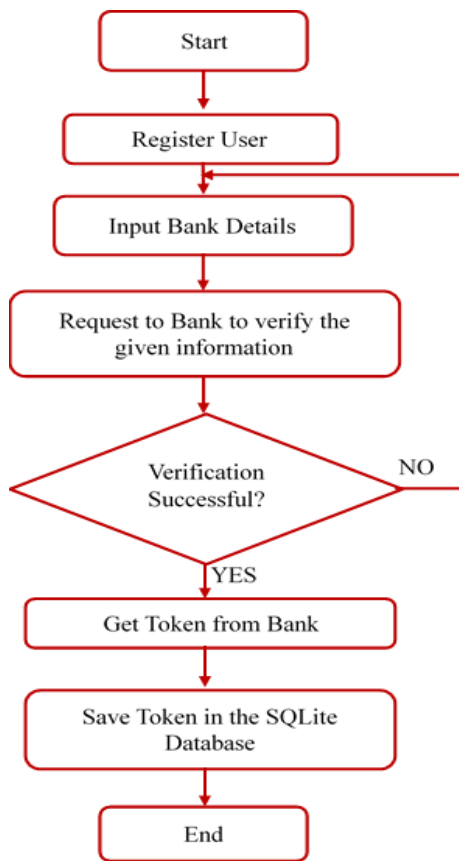 Start
Register User
Input Bank Details
Request to Bank to verify the
given information
Verification
Successful?
NO
YES
Get Token from Bank
Save Token in the SQLite
Database
End